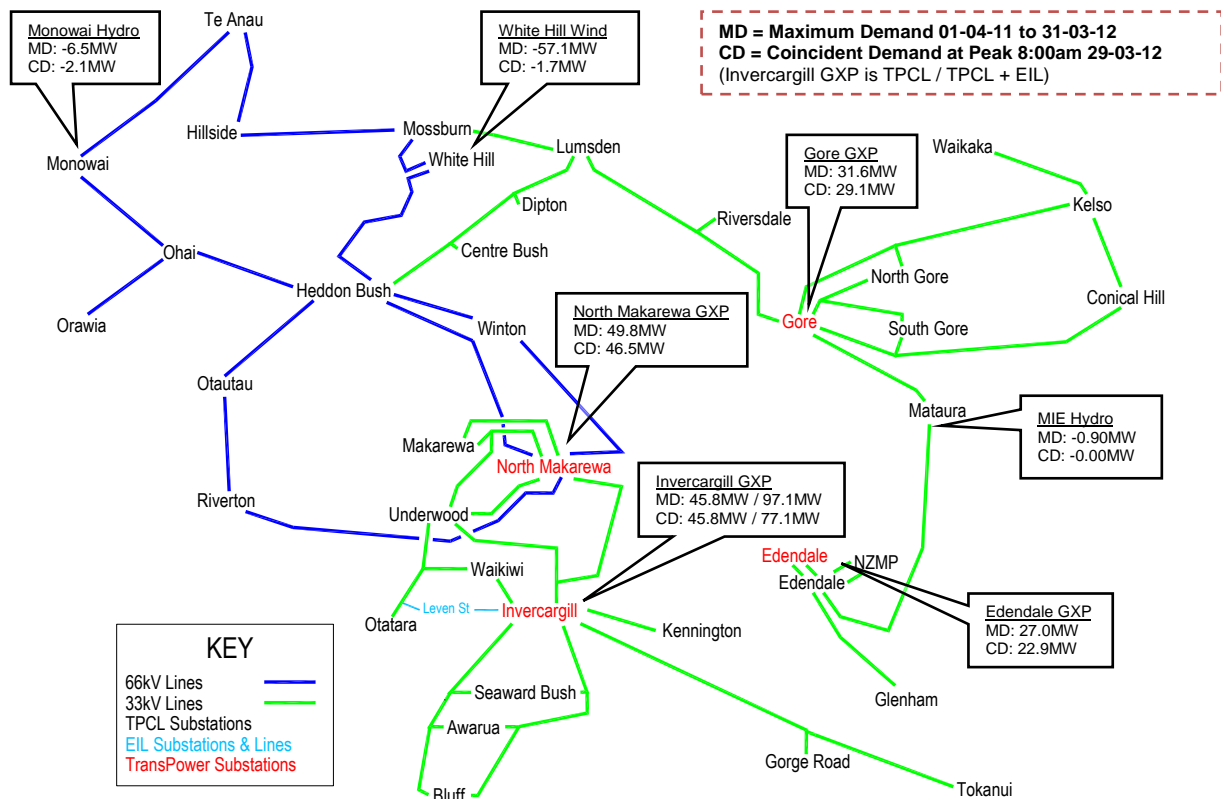 Te Anau
Monowai Hydro
MD: -6.5MW
CD: -2.1MW
White Hill Wind
MD: -57.1MW
CD: -1.7MW
MD = Maximum Demand 01-04-11 to 31-03-12
CD = Coincident Demand at Peak 8:00am 29-03-12
(Invercargill GXP is TPCL / TPCL + EIL)
Hillside
Mossburn
Lumsden
Monowai
White Hill
Gore GXP
MD: 31.6MW
CD: 29.1MW
Waikaka
Kelso
Dipton
Riversdale
Centre Bush
Ohai
North Gore
Heddon Bush
Conical Hill
Orawia
North Makarewa GXP
MD: 49.8MW
CD: 46.5MW
Winton
Gore
South Gore
Otautau
Mataura
MIE Hydro
MD: -0.90MW
CD: -0.00MW
Makarewa
North Makarewa
Invercargill GXP
MD: 45.8MW / 97.1MW
CD: 45.8MW / 77.1MW
Riverton
Underwood
Edendale
NZMP
Edendale
Waikiwi
Leven St
Invercargill
Otatara
Kennington
Edendale GXP
MD: 27.0MW
CD: 22.9MW
Glenham
KEY
66kV Lines
33kV Lines
TPCL Substations
EIL Substations & Lines
TransPower Substations
Seaward Bush
Awarua
Gorge Road
Tokanui
Bluff